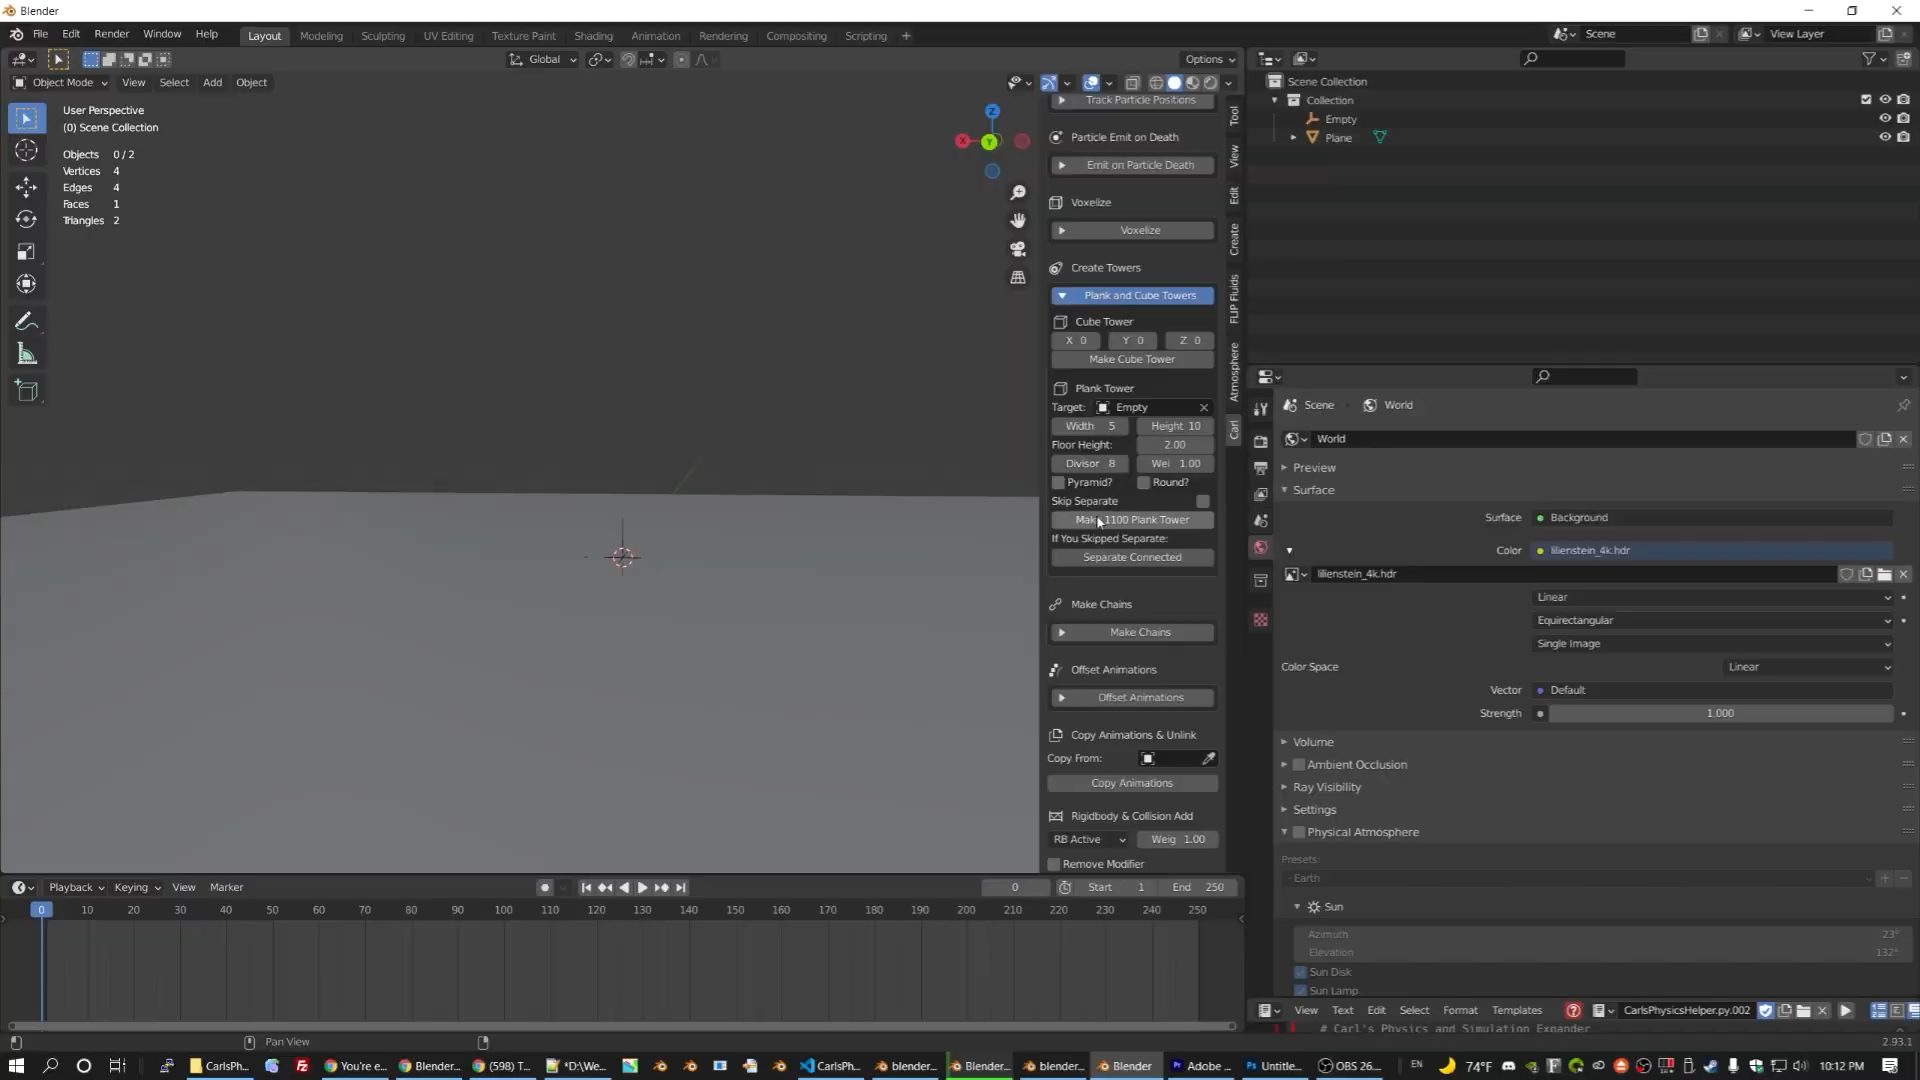 Blender
File Edit Render Window Help
Layout Modeling Sculpting UV Editing Texture Paint Shading Animation Rendering Compositing Scripting
Scene
View Layer
Global
Options
Object Mode View Select Add Object
User Perspective
(0) Scene Collection
Objects 0 / 2
Vertices 4
Edges 4
Faces 1
Triangles 2
Z
X
Y
Track Particle Positions
Particle Emit on Death
Emit on Particle Death
Voxelize
Voxelize
Create Towers
Plank and Cube Towers
Cube Tower
X 0 Y 0 Z 0
Make Cube Tower
Plank Tower
Target: Empty
Width 5 Height 10
Floor Height: 2.00
Divisor 8 Wei 1.00
Pyramid? Round?
Skip Separate
Make 1100 Plank Tower
If You Skipped Separate:
Separate Connected
Make Chains
Make Chains
Offset Animations
Offset Animations
Copy Animations & Unlink
Copy From:
Copy Animations
Rigidbody & Collision Add
RB Active Weig 1.00
Remove Modifier
Tool
View
Edit
Create
FLIP Fluids
Atmosphere
Carl
Scene Collection
Collection
Empty
Plane
Scene World
World
Preview
Surface
Surface Background
Color lilienstein_4k.hdr
lilienstein_4k.hdr
Linear
Equirectangular
Single Image
Color Space Linear
Vector Default
Strength 1.000
Volume
Ambient Occlusion
Ray Visibility
Settings
Physical Atmosphere
Presets:
Earth
Sun
Azimuth 23°
Elevation 132°
Sun Disk
Sun Lamp
View Text Edit Select Format Templates CarlsPhysicsHelper.py.002
1 # Carl's Physics and Simulation Expander
Playback Keying View Marker
0 Start 1 End 250
0 10 20 30 40 50 60 70 80 90 100 110 120 130 140 150 160 170 180 190 200 210 220 230 240 250
Pan View
2.93.1
CarlsPh... You're e... Blender... (598) T... *D:\We... CarlsPh... blender... Blender... blender... Blender Adobe ... Untitle... OBS 26....
EN 74°F 10:12 PM